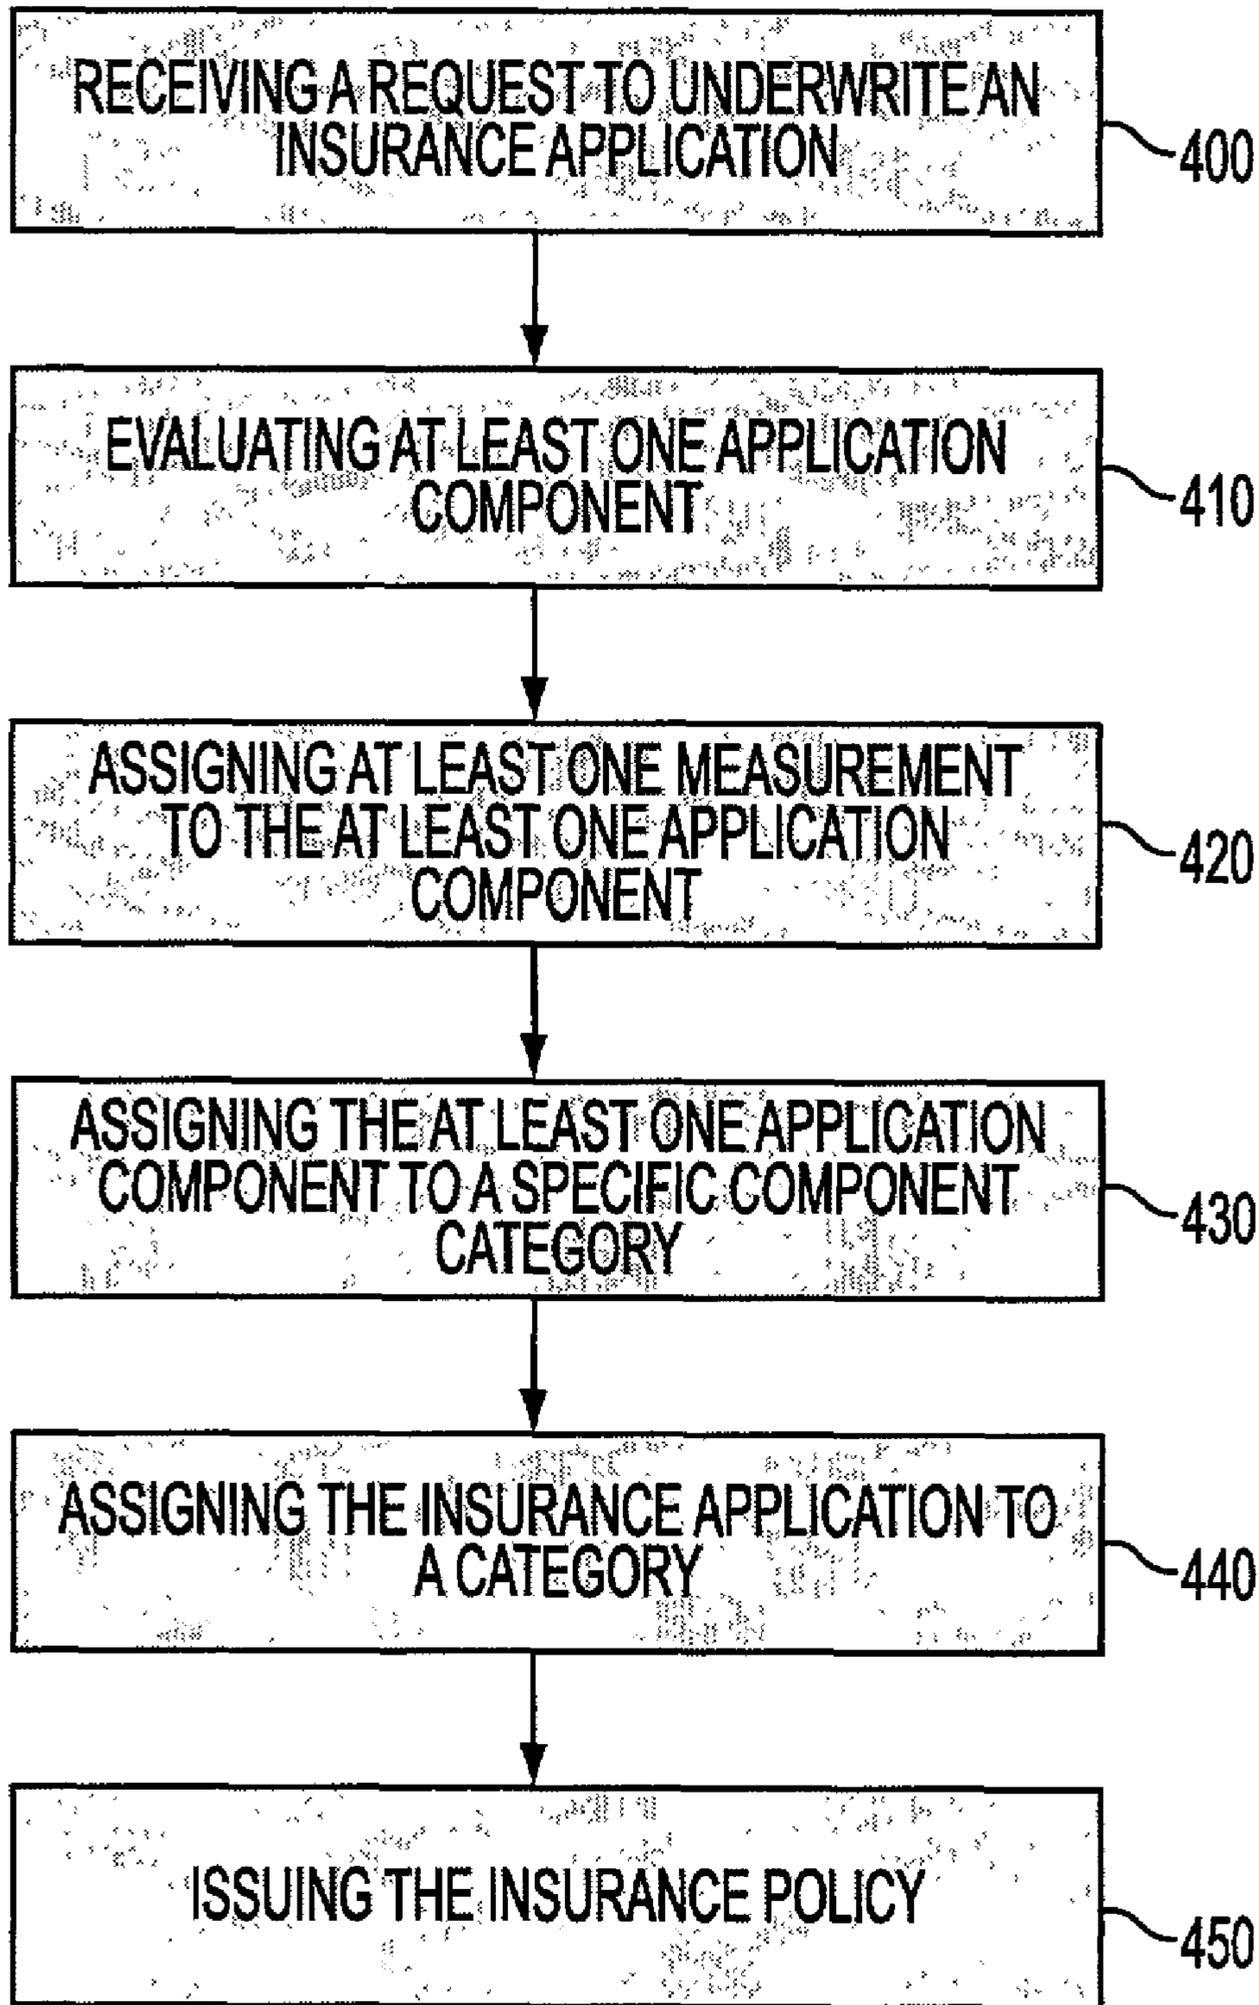 RECEIVING A REQUEST TO UNDERWRITE AN
INSURANCE APPLICATION
400
EVALUATING AT LEAST ONE APPLICATION
COMPONENT
410
ASSIGNING AT LEAST ONE MEASUREMENT
TO THE AT LEAST ONE APPLICATION
COMPONENT
420
ASSIGNING THE AT LEAST ONE APPLICATION
COMPONENT TO A SPECIFIC COMPONENT
CATEGORY
430
ASSIGNING THE INSURANCE APPLICATION TO
A CATEGORY
440
ISSUING THE INSURANCE POLICY
450